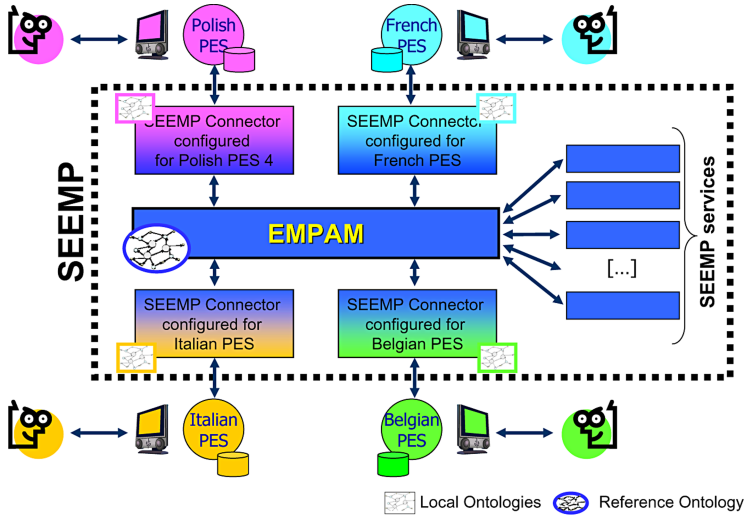 Polish
PES
French
PES
SEEMP Connector
configured
for Polish PES 4
SEEMP Connector
configured for
French PES
SEEMP
EMPAM
[...]
SEEMP services
SEEMP Connector
configured for
Italian PES
SEEMP Connector
configured for
Belgian PES
Italian
PES
Belgian
PES
Local Ontologies
Reference Ontology